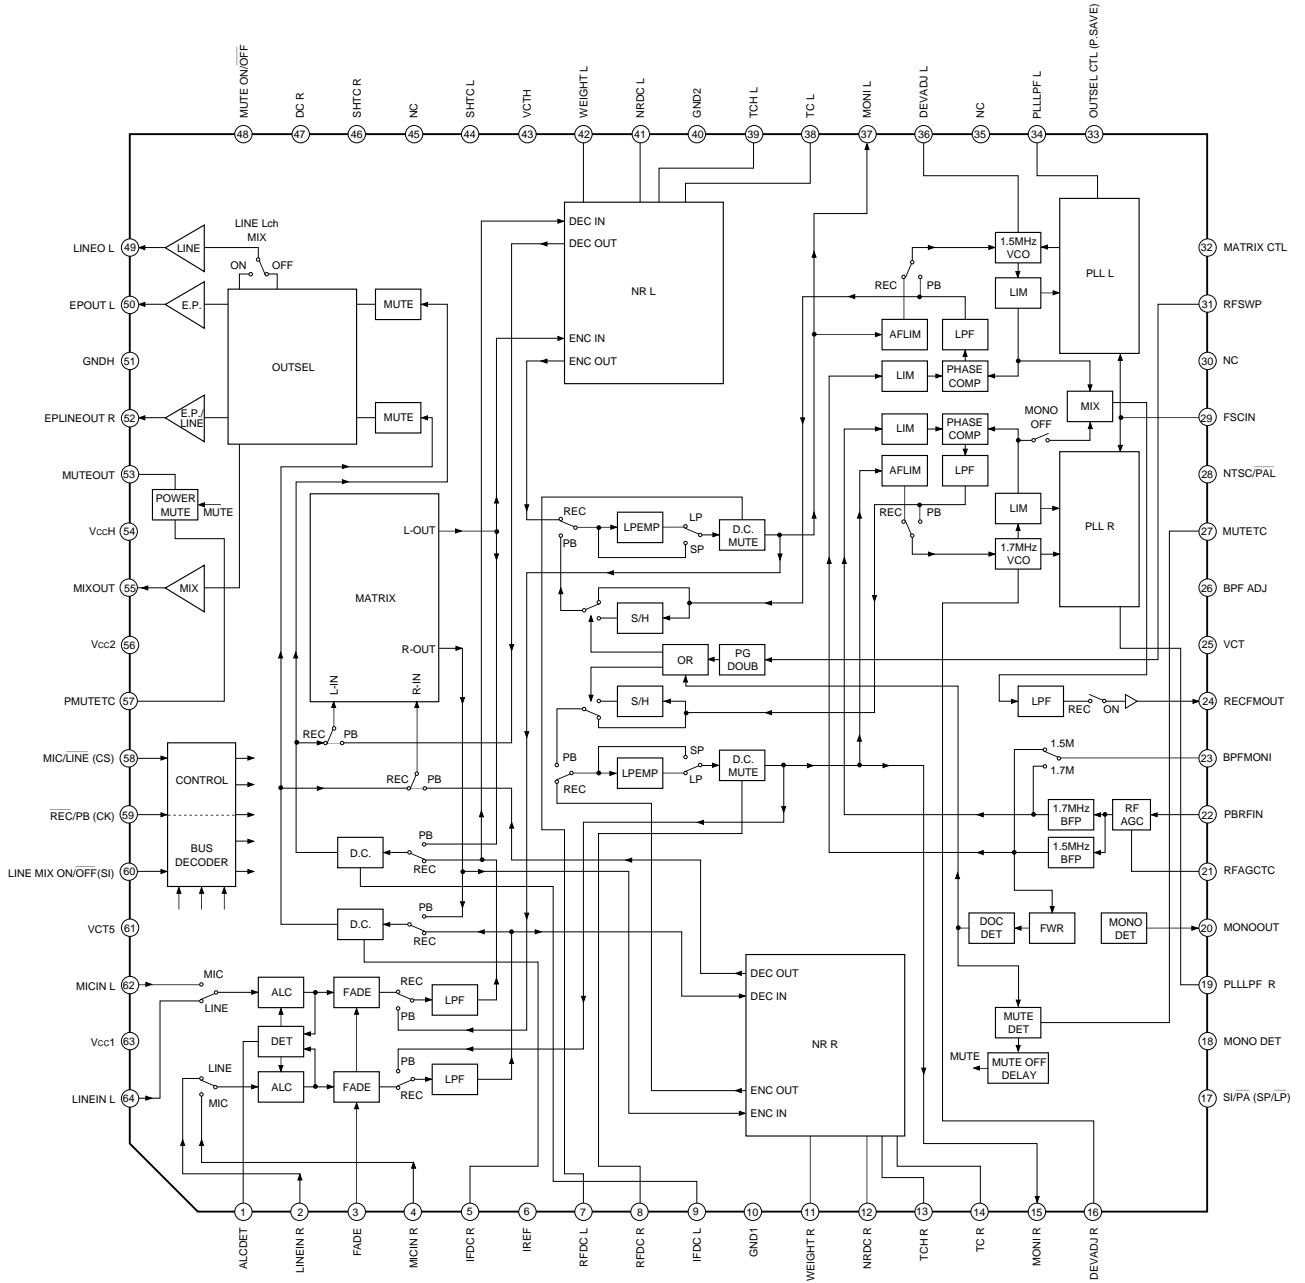 MUTE ON/OFF
DC R
SHTC R
NC
SHTC L
VCTH
WEIGHT L
NRDC L
GND2
TCH L
TC L
MONI L
DEVADJ L
NC
PLLLPF L
OUTSEL CTL (P.SAVE)
48
47
46
45
44
43
42
41
40
39
38
37
36
35
34
33
LINEO L
49
EPOUT L
50
GNDH
51
EPLINEOUT R
52
MUTEOUT
53
VccH
54
MIXOUT
55
Vcc2
56
PMUTETC
57
MIC/LINE (CS)
58
REC/PB (CK)
59
LINE MIX ON/OFF(SI)
60
VCT5
61
MICIN L
62
Vcc1
63
LINEIN L
64
LINE
LINE Lch
MIX
ON
OFF
E.P.
OUTSEL
MUTE
MUTE
E.P./
LINE
POWER
MUTE
MUTE
MIX
MATRIX
L-OUT
R-OUT
L-IN
R-IN
REC
PB
REC
PB
CONTROL
BUS
DECODER
D.C.
PB
REC
D.C.
PB
REC
MIC
LINE
ALC
FADE
REC
PB
LPF
DET
LINE
MIC
ALC
FADE
PB
REC
LPF
DEC IN
DEC OUT
NR L
ENC IN
ENC OUT
REC
PB
LPEMP
LP
SP
D.C.
MUTE
S/H
OR
PG
DOUB
S/H
PB
REC
LPEMP
SP
LP
D.C.
MUTE
DEC OUT
DEC IN
NR R
ENC OUT
ENC IN
REC
PB
1.5MHz
VCO
PLL L
LIM
AFLIM
LPF
LIM
PHASE
COMP
MIX
MONO
OFF
LIM
PHASE
COMP
AFLIM
LPF
REC
PB
LIM
1.7MHz
VCO
PLL R
LPF
REC
ON
1.5M
1.7M
1.7MHz
BFP
RF
AGC
1.5MHz
BFP
DOC
DET
FWR
MONO
DET
MUTE
DET
MUTE
MUTE OFF
DELAY
32
MATRIX CTL
31
RFSWP
30
NC
29
FSCIN
28
NTSC/PAL
27
MUTETC
26
BPF ADJ
25
VCT
24
RECFMOUT
23
BPFMONI
22
PBRFIN
21
RFAGCTC
20
MONOOUT
19
PLLLPF R
18
MONO DET
17
SI/PA (SP/LP)
1
2
3
4
5
6
7
8
9
10
11
12
13
14
15
16
ALCDET
LINEIN R
FADE
MICIN R
IFDC R
IREF
RFDC L
RFDC R
IFDC L
GND1
WEIGHT R
NRDC R
TCH R
TC R
MONI R
DEVADJ R